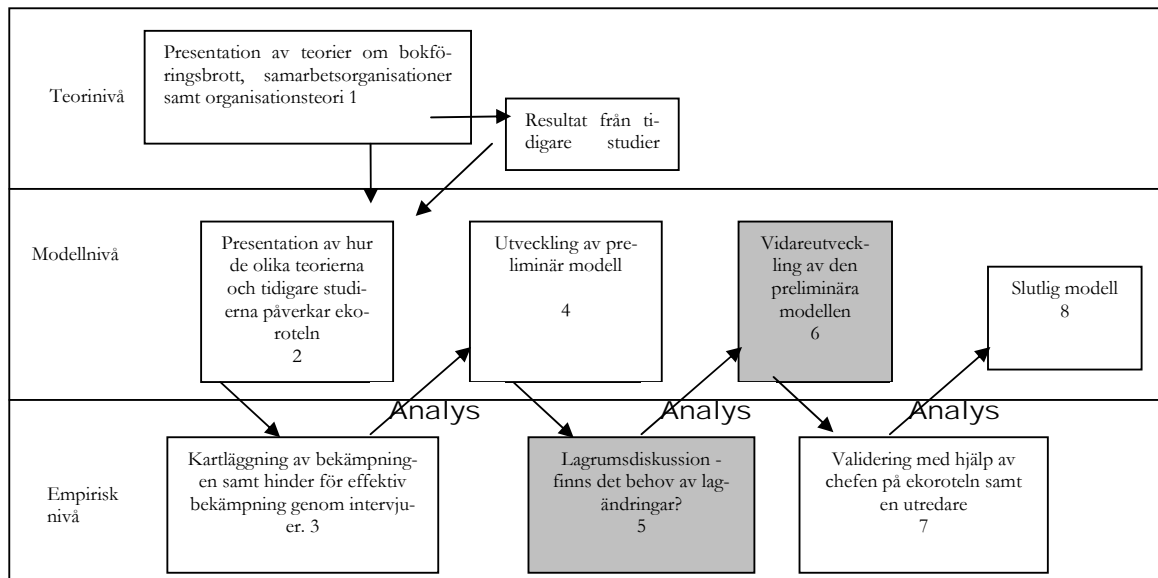 Teorinivå
Presentation av teorier om bokfö-
ringsbrott, samarbetsorganisationer
samt organisationsteori 1
Resultat från ti-
digare studier
Modellnivå
Presentation av hur
de olika teorierna
och tidigare studi-
erna påverkar eko-
roteln
2
Utveckling av pre-
liminär modell
4
Vidareutveck-
ling av den
preliminära
modellen
6
Slutlig modell
8
Analys
Analys
Analys
Empirisk
nivå
Kartläggning av bekämpning-
en samt hinder för effektiv
bekämpning genom intervju-
er. 3
Lagrumsdiskussion -
finns det behov av lag-
ändringar?
5
Validering med hjälp av
chefen på ekoroteln samt
en utredare
7